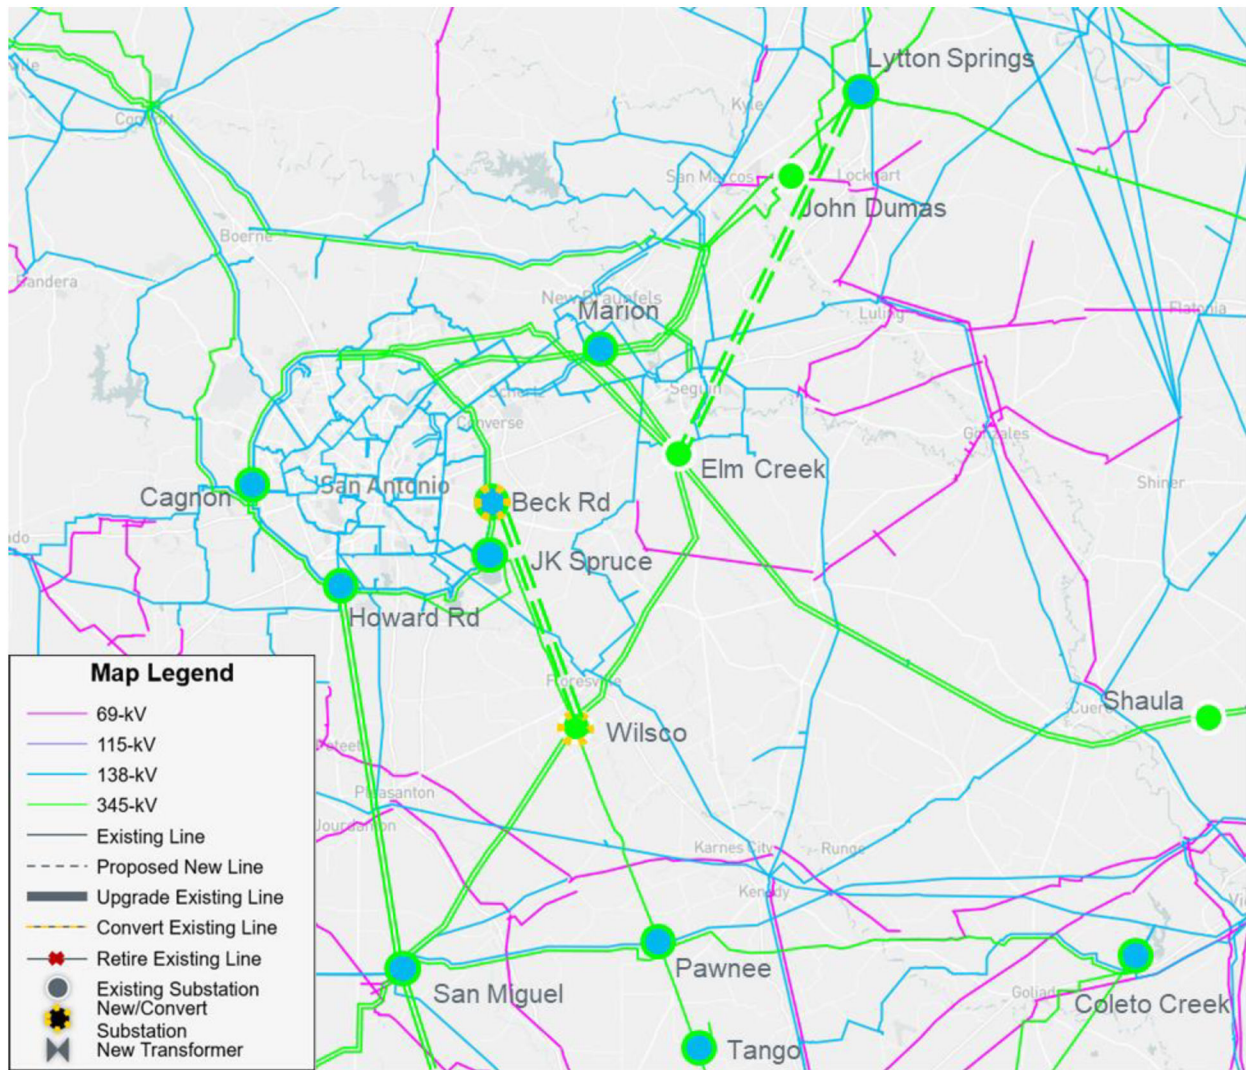 Lytton Springs
Kyle
San Marcos
Lockhart
John Dumas
Boerne
Bandera
New Braunfels
Marion
Luling
Flatonia
Schertz
Seguin
Converse
Gonzales
Elm Creek
Shiner
Cagnon
San Antonio
Beck Rd
JK Spruce
Howard Rd
Floresville
Wilsco
Cuero
Shaula
Poteet
Pleasanton
Jourdanton
Karnes City
Runge
Kenedy
Pawnee
San Miguel
Goliad
Coleto Creek
Tango
Map Legend
69-kV
115-kV
138-kV
345-kV
Existing Line
Proposed New Line
Upgrade Existing Line
Convert Existing Line
Retire Existing Line
Existing Substation
New/Convert
Substation
New Transformer